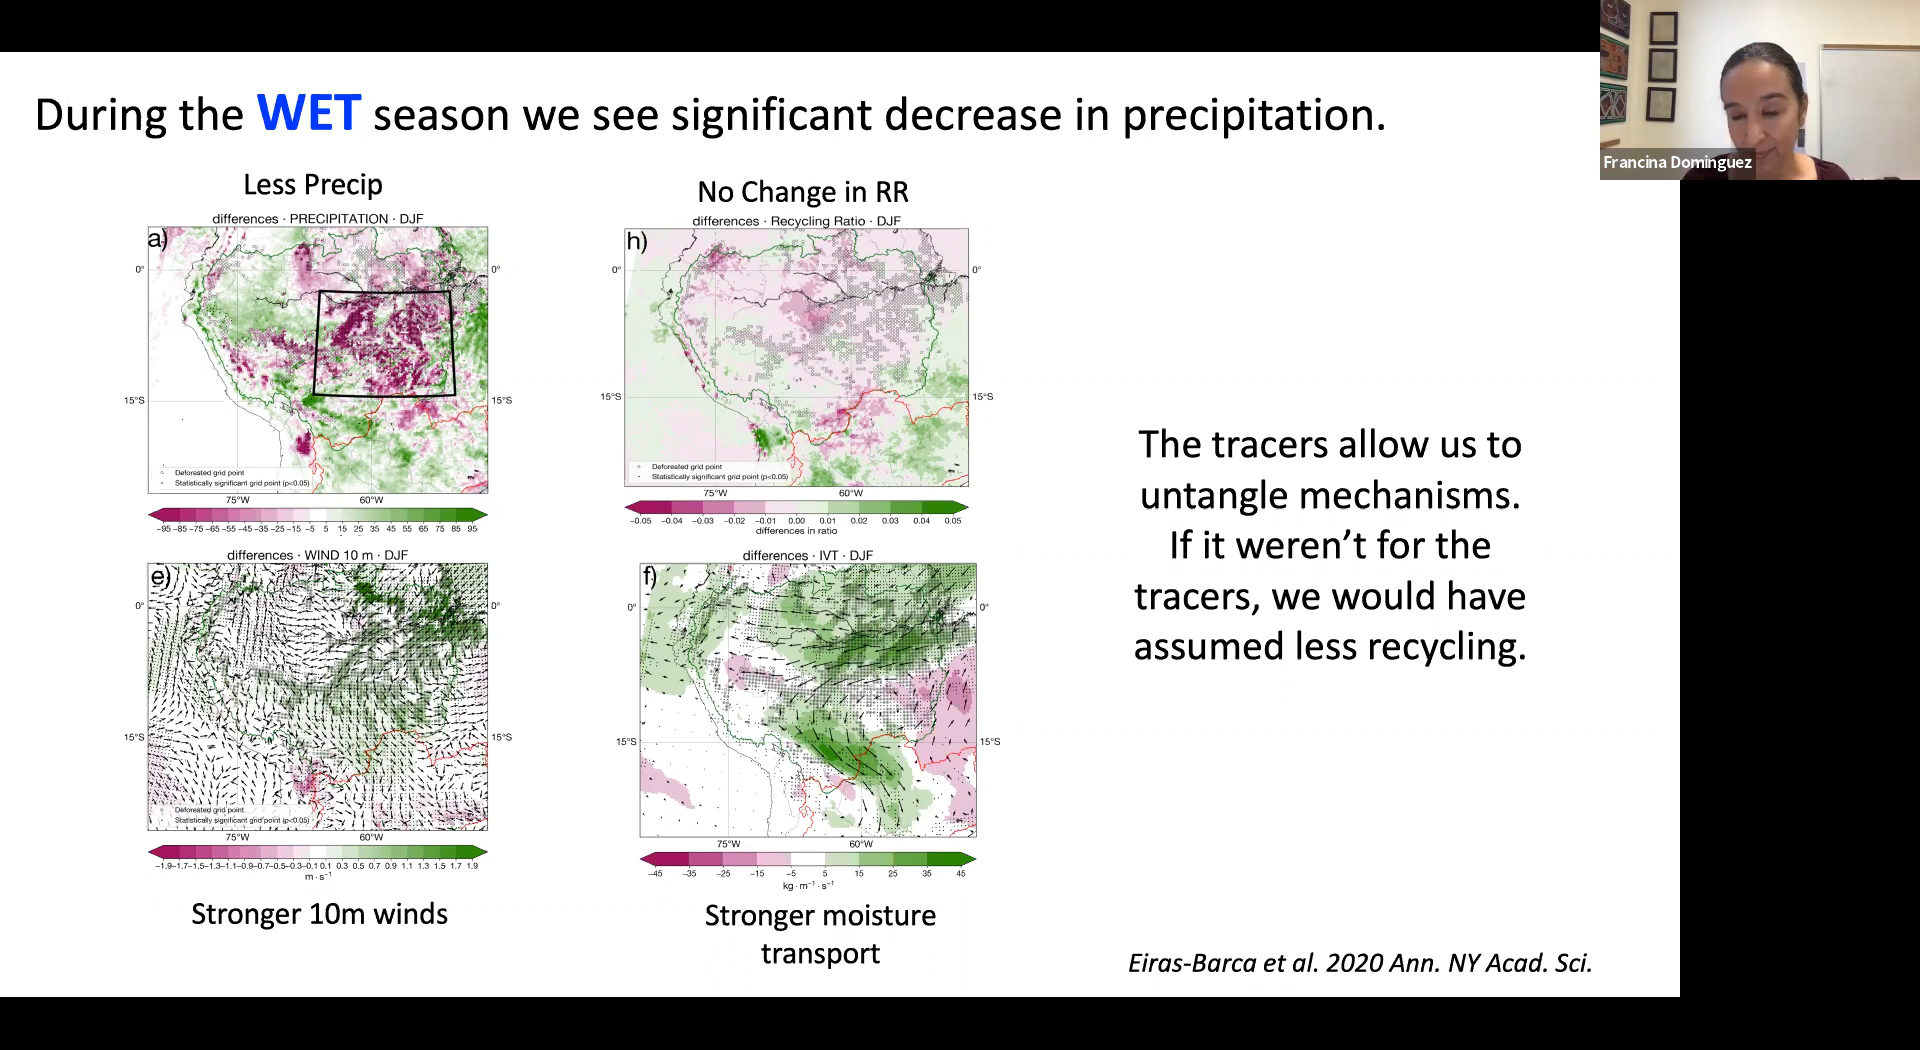 During the WET season we see significant decrease in precipitation.
Francina Dominguez
Less Precip
differences · PRECIPITATION · DJF
a)
0°
0°
15°S
15°S
Deforested grid point
Statistically significant grid point (p<0.05)
75°W
60°W
−95 −85 −75 −65 −55 −45 −35 −25 −15 −5 5 15 25 35 45 55 65 75 85 95
No Change in RR
differences · Recycling Ratio · DJF
h)
0°
0°
15°S
15°S
Deforested grid point
Statistically significant grid point (p<0.05)
75°W
60°W
−0.05 −0.04 −0.03 −0.02 −0.01 0.00 0.01 0.02 0.03 0.04 0.05
differences in ratio
differences · WIND 10 m · DJF
e)
0°
0°
15°S
15°S
Deforested grid point
Statistically significant grid point (p<0.05)
75°W
60°W
−1.9−1.7−1.5−1.3−1.1−0.9−0.7−0.5−0.3−0.1 0.1 0.3 0.5 0.7 0.9 1.1 1.3 1.5 1.7 1.9
m · s⁻¹
Stronger 10m winds
differences · IVT · DJF
f)
0°
0°
15°S
15°S
75°W
60°W
−45 −35 −25 −15 −5 5 15 25 35 45
kg · m⁻¹ · s⁻¹
Stronger moisture
transport
The tracers allow us to
untangle mechanisms.
If it weren’t for the
tracers, we would have
assumed less recycling.
Eiras-Barca et al. 2020 Ann. NY Acad. Sci.